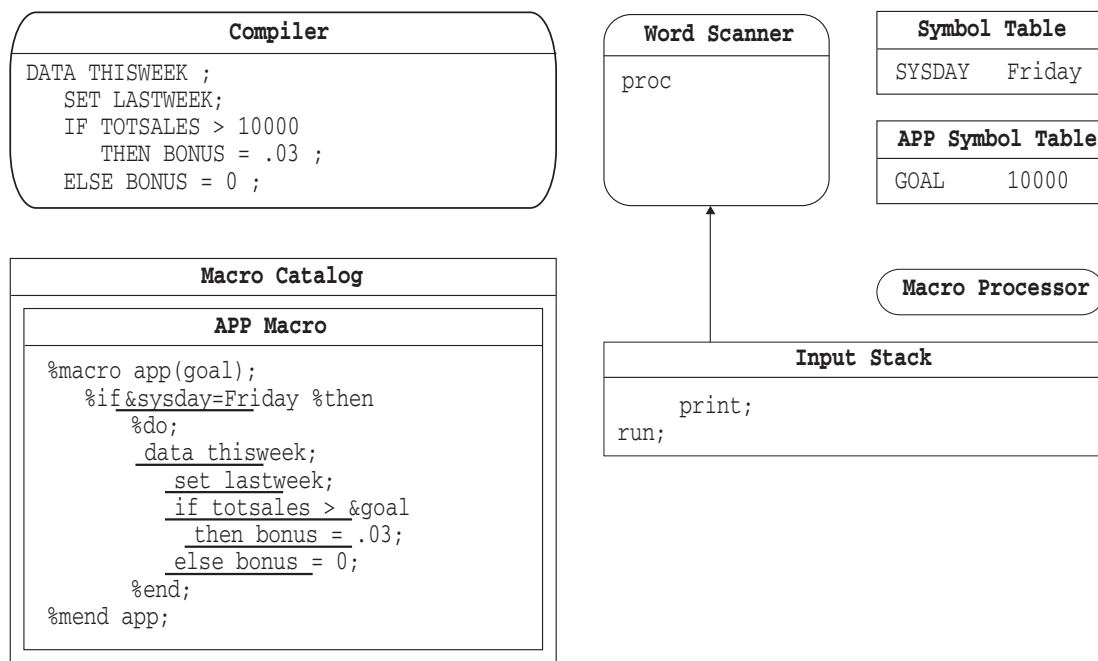 Compiler
DATA THISWEEK ;
SET LASTWEEK;
IF TOTSALES > 10000
THEN BONUS = .03 ;
ELSE BONUS = 0 ;
Word Scanner
proc
Symbol Table
SYSDAY Friday
APP Symbol Table
GOAL 10000
Macro Catalog
APP Macro
%macro app(goal);
%if &sysday=Friday %then
%do;
data thisweek;
set lastweek;
if totsales > &goal
then bonus = .03;
else bonus = 0;
%end;
%mend app;
Macro Processor
Input Stack
print;
run;